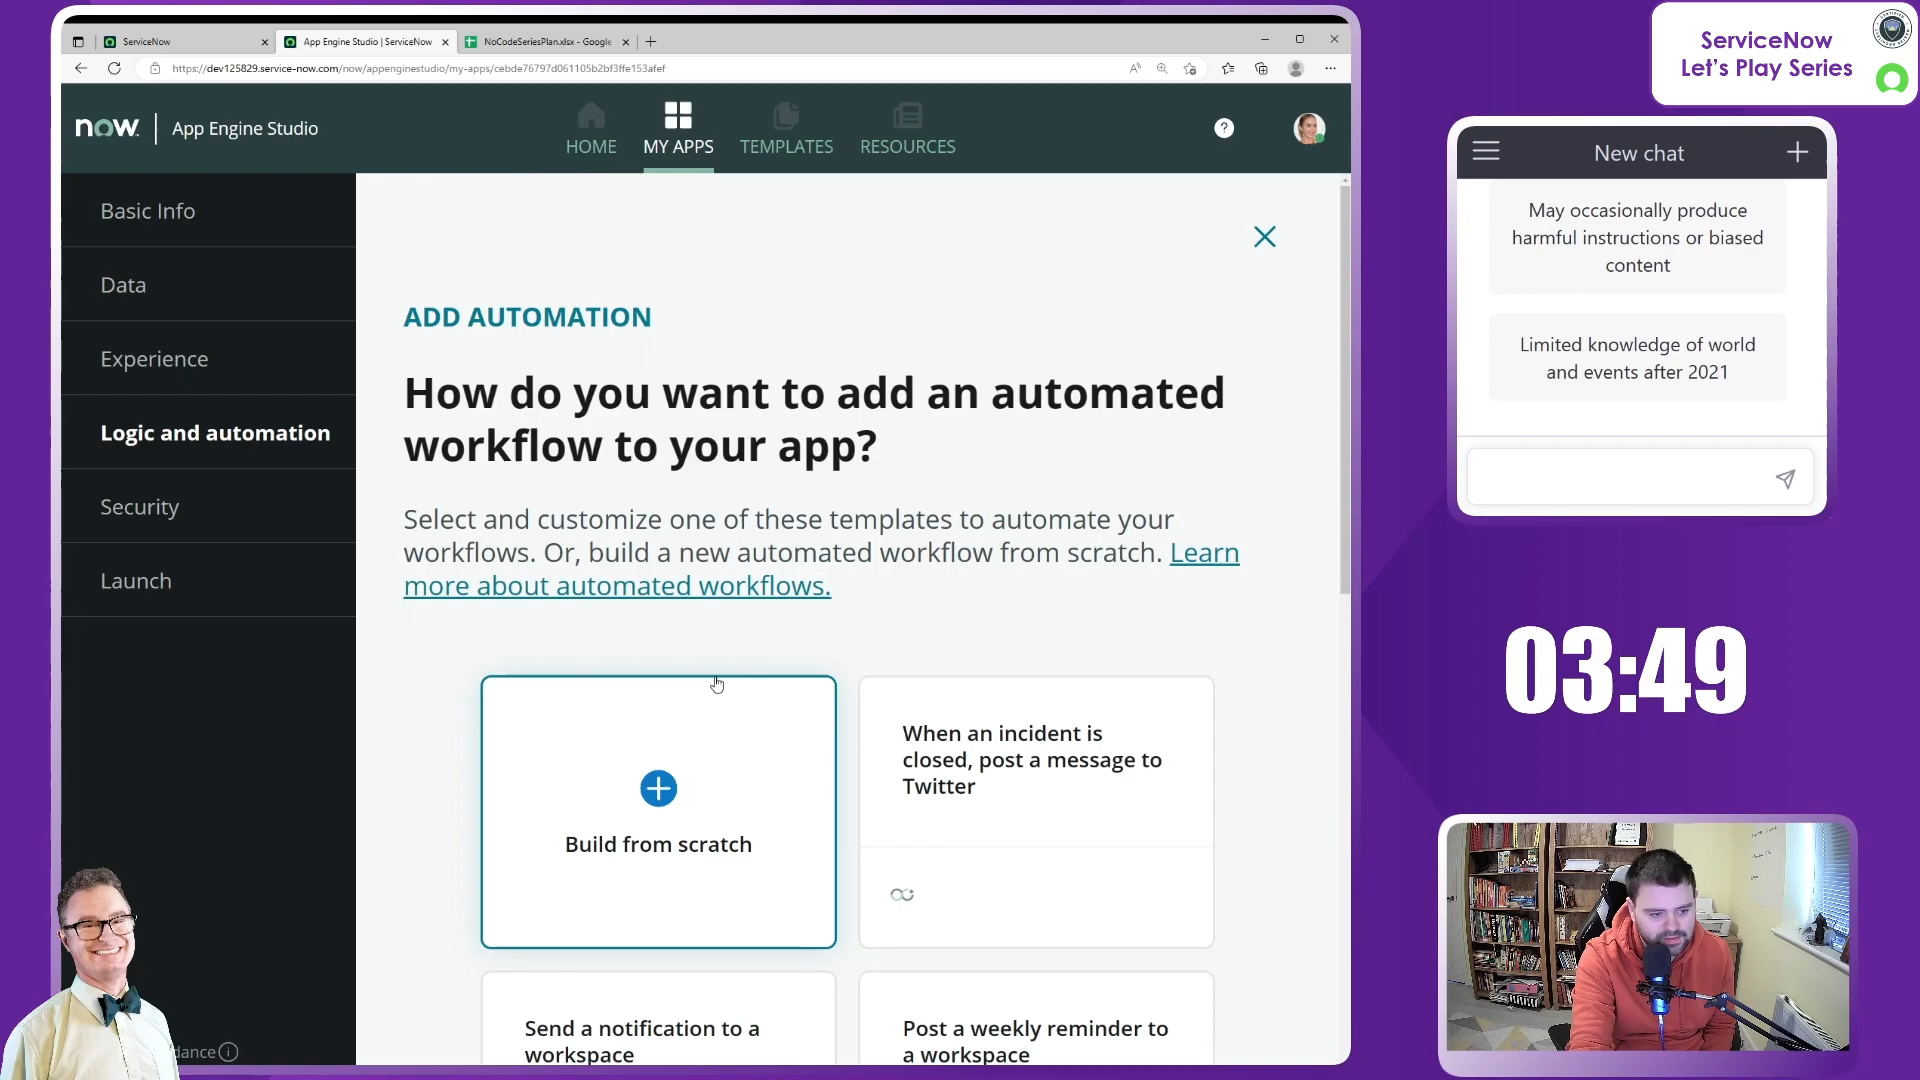 ServiceNow
App Engine Studio | ServiceNow
NoCodeSeriesPlan.xlsx - Google
https://dev125829.service-now.com/now/appenginestudio/my-apps/cebde76797d061105b2bf3ffe153afef
now
App Engine Studio
HOME
MY APPS
TEMPLATES
RESOURCES
?
Basic Info
Data
Experience
Logic and automation
Security
Launch
dance
ADD AUTOMATION
How do you want to add an automated
workflow to your app?
Select and customize one of these templates to automate your
workflows. Or, build a new automated workflow from scratch. Learn
more about automated workflows.
Build from scratch
When an incident is
closed, post a message to
Twitter
Send a notification to a
workspace
Post a weekly reminder to
a workspace
ServiceNow
Let's Play Series
New chat
May occasionally produce
harmful instructions or biased
content
Limited knowledge of world
and events after 2021
03:49